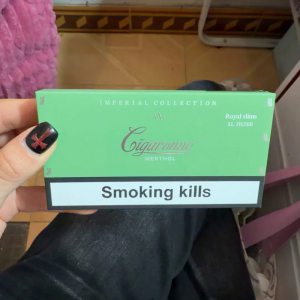 IMPERIAL COLLECTION
Royal slim
XL FILTER
Cigaronne
MENTHOL
Smoking kills